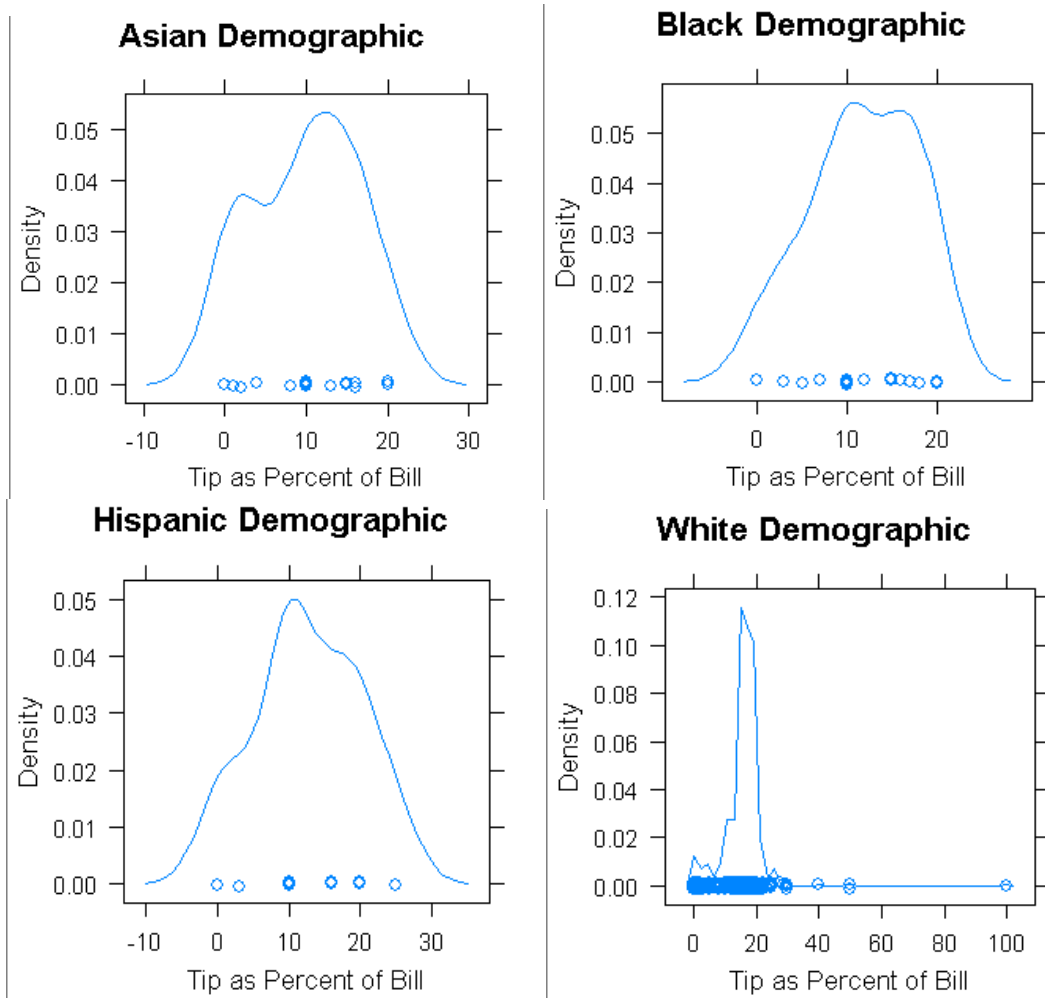 Asian Demographic
Density
0.05
0.04
0.03
0.02
0.01
0.00
-10 0 10 20 30
Tip as Percent of Bill
Black Demographic
Density
0.05
0.04
0.03
0.02
0.01
0.00
0 10 20
Tip as Percent of Bill
Hispanic Demographic
Density
0.05
0.04
0.03
0.02
0.01
0.00
-10 0 10 20 30
Tip as Percent of Bill
White Demographic
Density
0.12
0.10
0.08
0.06
0.04
0.02
0.00
0 20 40 60 80 100
Tip as Percent of Bill